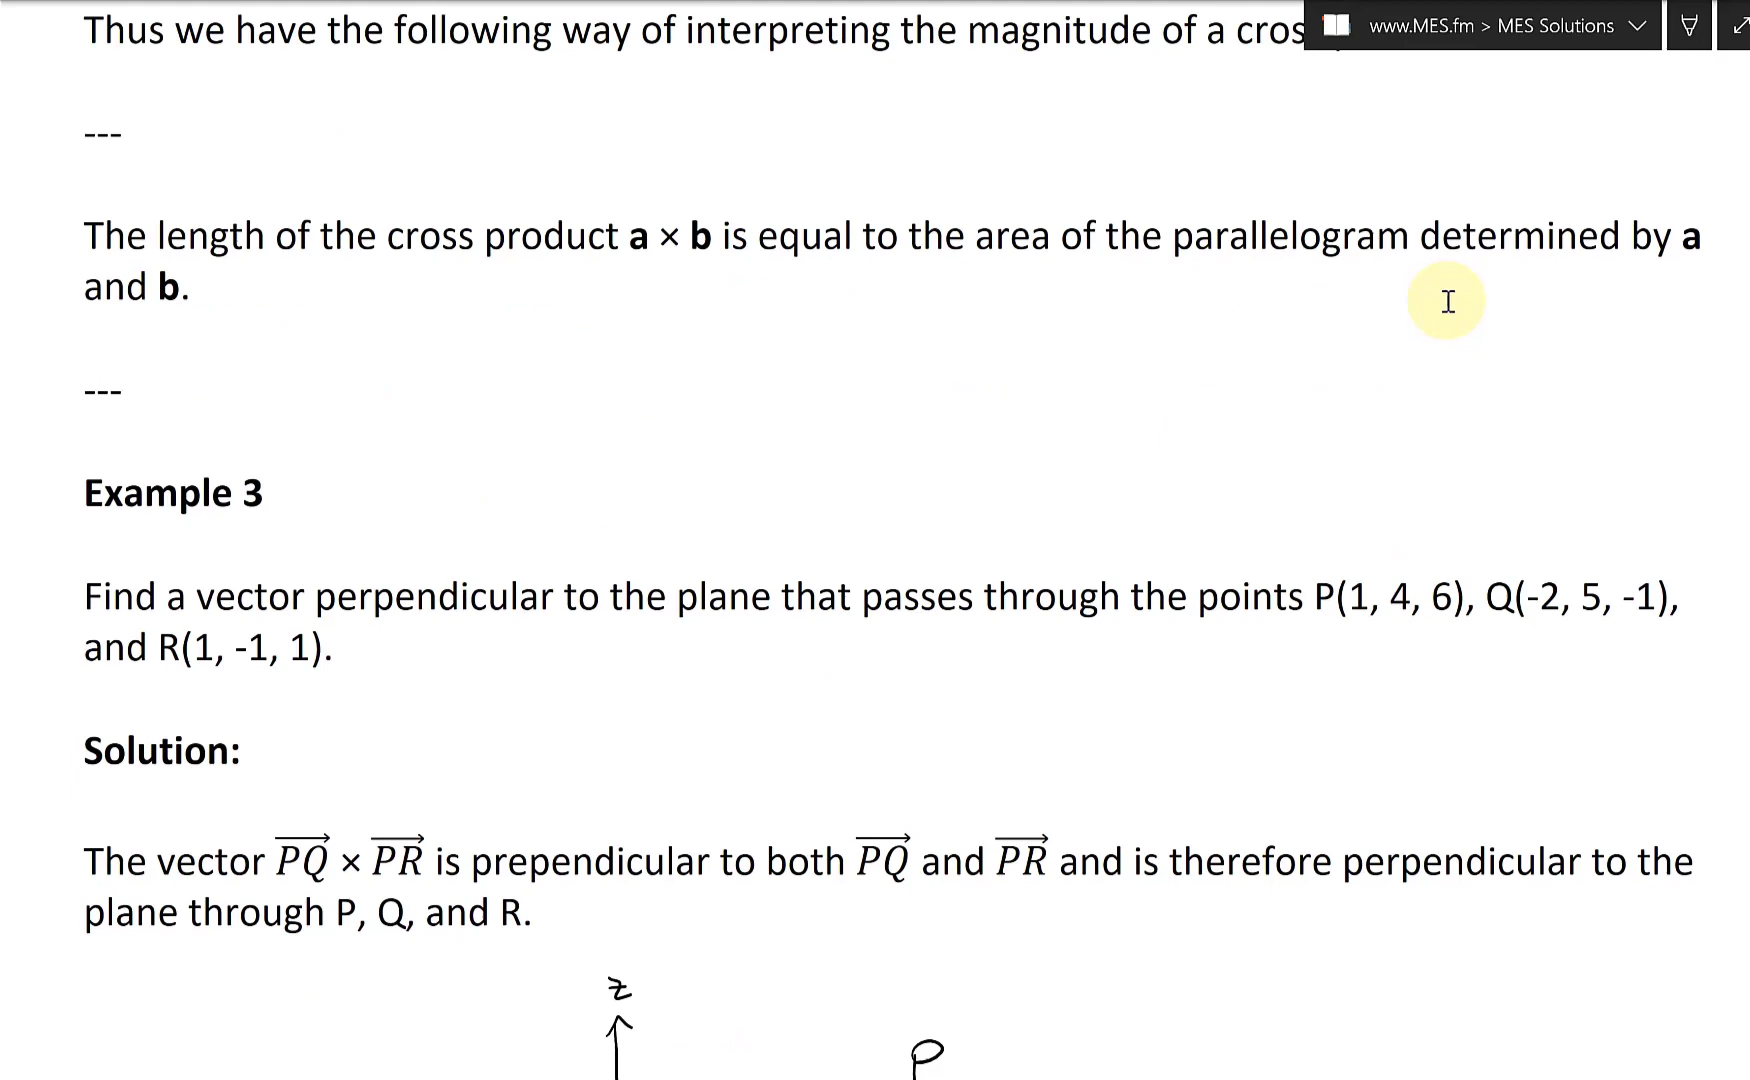 Thus we have the following way of interpreting the magnitude of a cros
www.MES.fm > MES Solutions
---
The length of the cross product a × b is equal to the area of the parallelogram determined by a
and b.
---
Example 3
Find a vector perpendicular to the plane that passes through the points P(1, 4, 6), Q(-2, 5, -1),
and R(1, -1, 1).
Solution:
The vector PQ × PR is prependicular to both PQ and PR and is therefore perpendicular to the
plane through P, Q, and R.
z
P